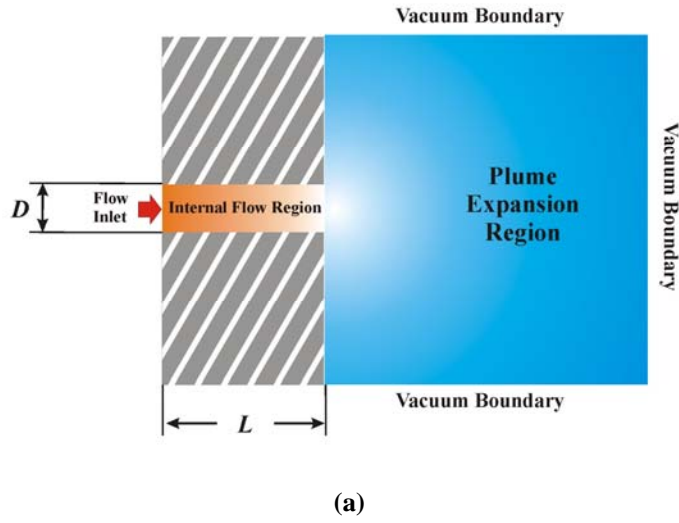 Vacuum Boundary
Vacuum Boundary
D
Flow
Inlet
Internal Flow Region
Plume
Expansion
Region
Vacuum Boundary
L
(a)